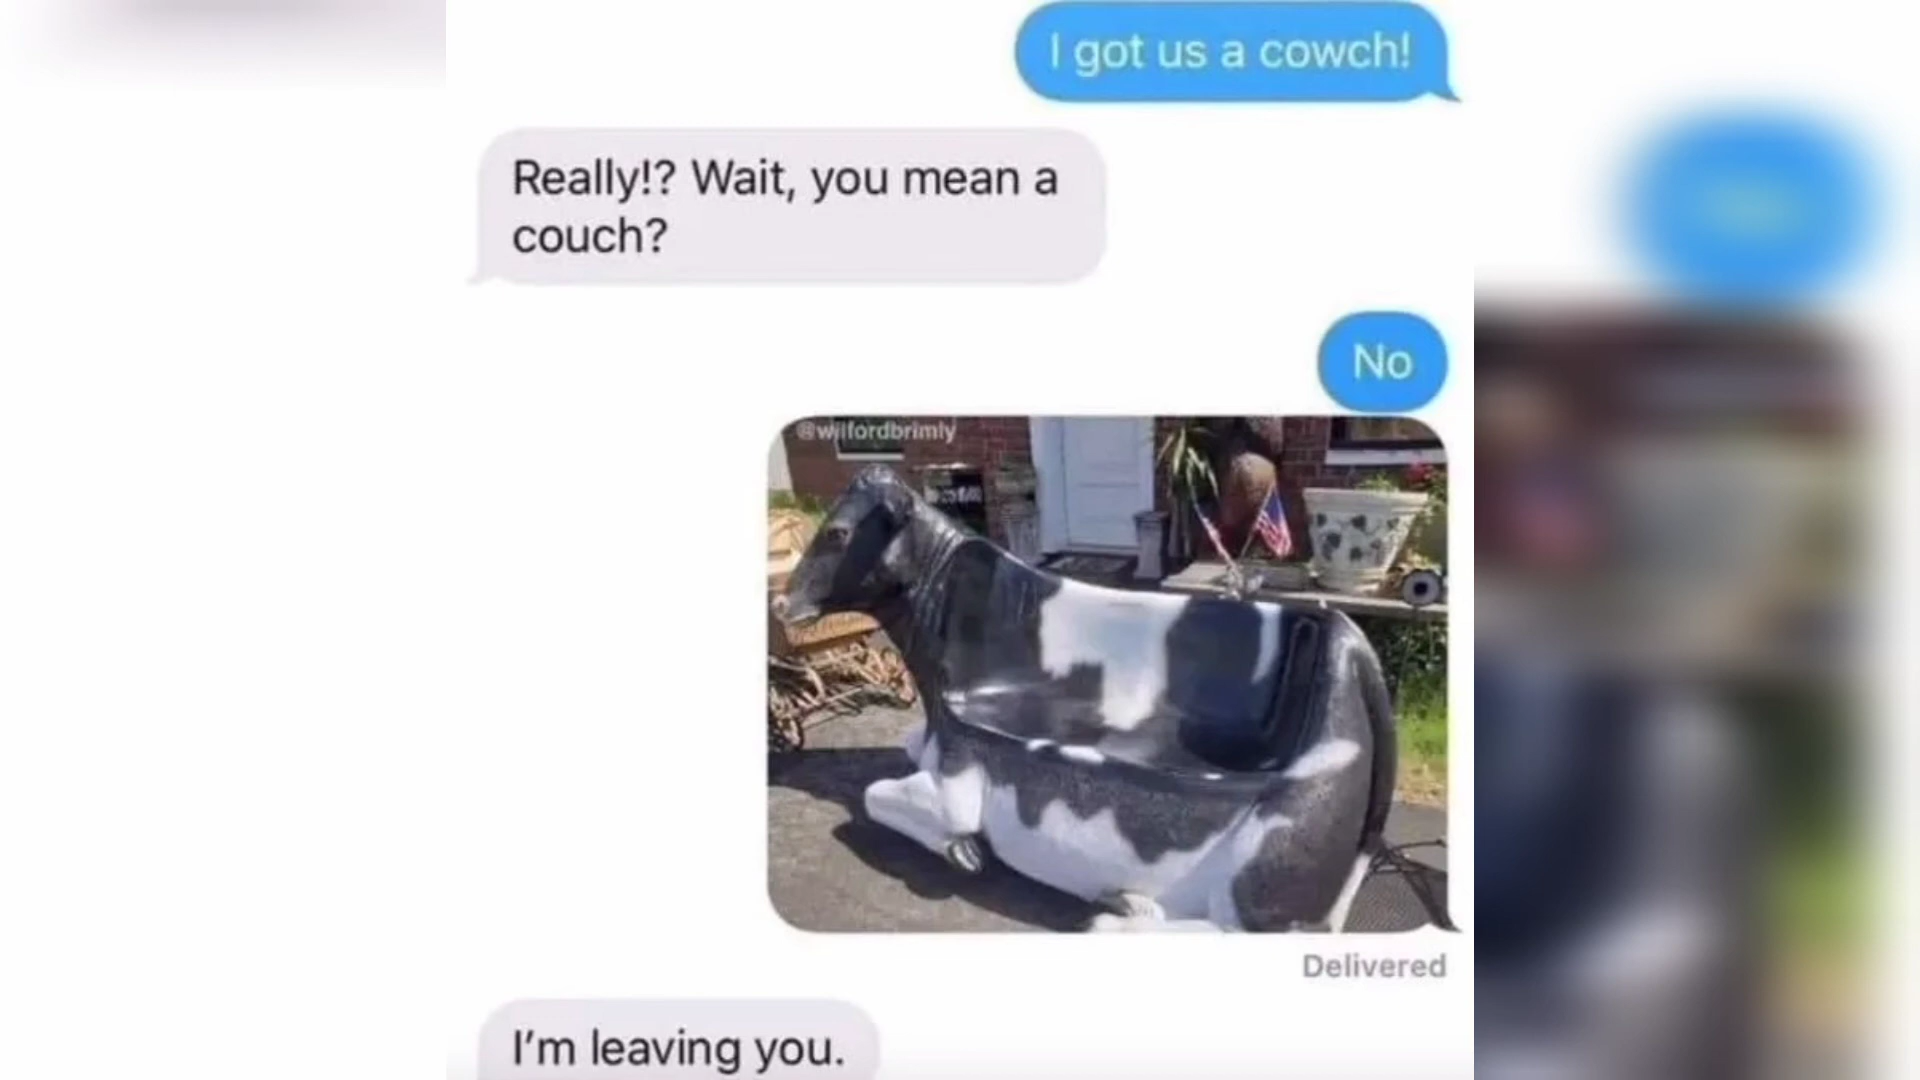 I got us a cowch!
Really!? Wait, you mean a
couch?
No
@wilfordbrimly
Delivered
I'm leaving you.